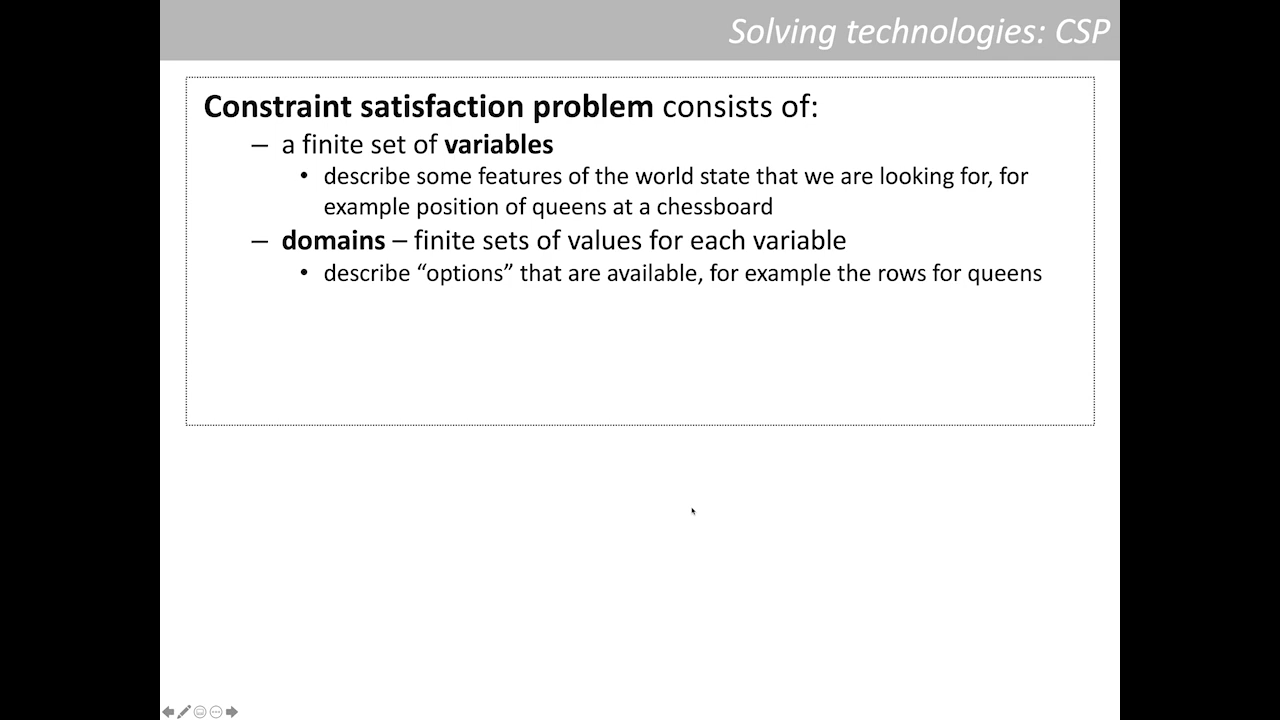 Solving technologies: CSP
Constraint satisfaction problem consists of:
– a finite set of variables
• describe some features of the world state that we are looking for, for
example position of queens at a chessboard
– domains – finite sets of values for each variable
• describe “options” that are available, for example the rows for queens